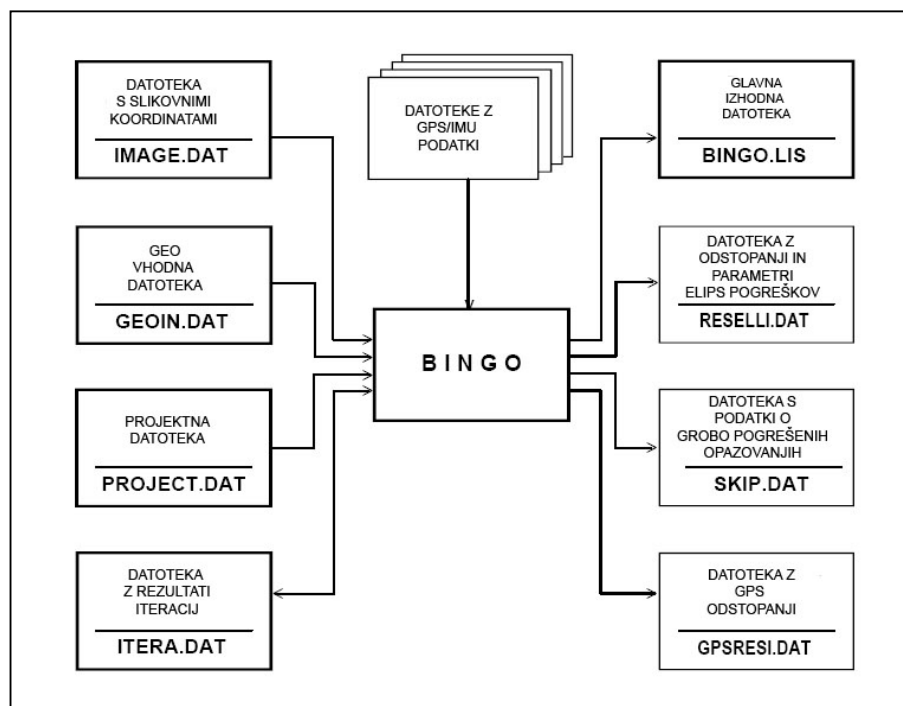 DATOTEKA
S SLIKOVNIMI
KOORDINATAMI
IMAGE.DAT
GEO
VHODNA
DATOTEKA
GEOIN.DAT
PROJEKTNA
DATOTEKA
PROJECT.DAT
DATOTEKA
Z REZULTATI
ITERACIJ
ITERA.DAT
DATOTEKE Z
GPS/IMU
PODATKI
BINGO
GLAVNA
IZHODNA
DATOTEKA
BINGO.LIS
DATOTEKA Z
ODSTOPANJI IN
PARAMETRI
ELIPS POGREŠKOV
RESELLI.DAT
DATOTEKA S
PODATKI O
GROBO POGREŠENIH
OPAZOVANJIH
SKIP.DAT
DATOTEKA Z
GPS
ODSTOPANJI
GPSRESI.DAT